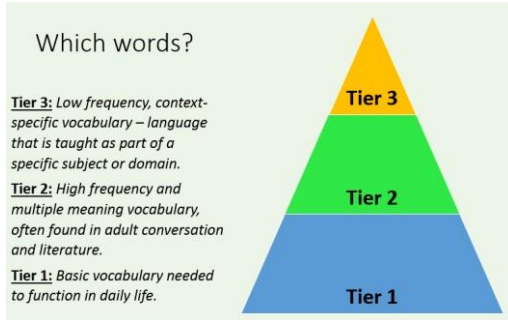 Which words?
Tier 3: Low frequency, context-
specific vocabulary – language
that is taught as part of a
specific subject or domain.
Tier 2: High frequency and
multiple meaning vocabulary,
often found in adult conversation
and literature.
Tier 1: Basic vocabulary needed
to function in daily life.
Tier 3
Tier 2
Tier 1